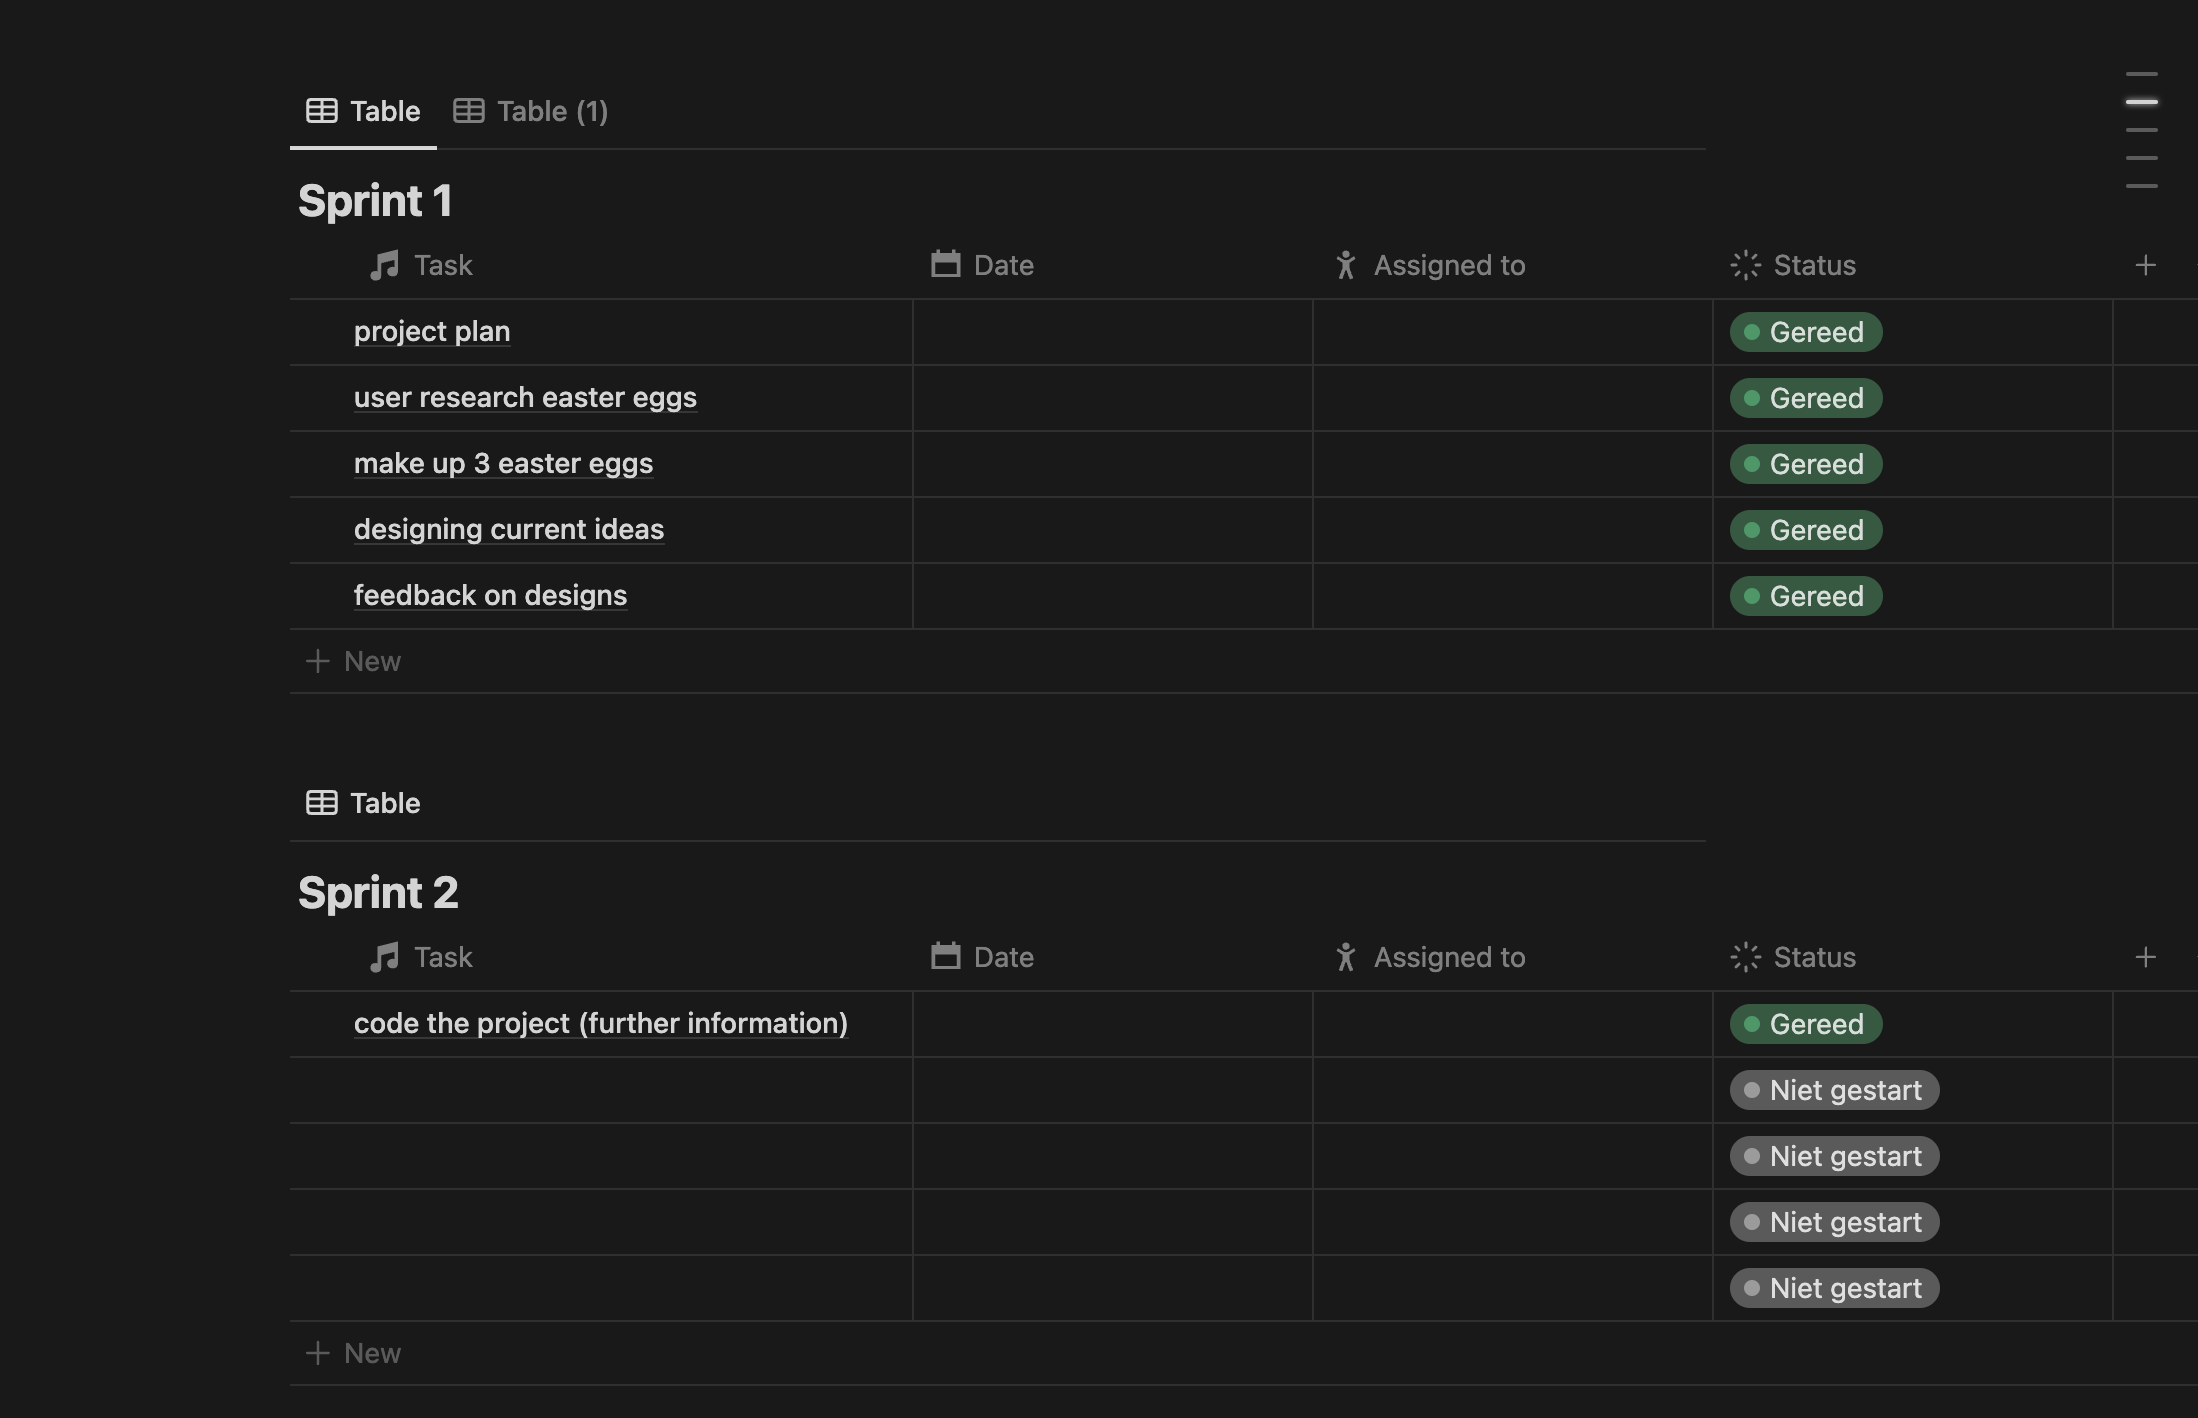 Table Table (1)
Sprint 1
Task Date Assigned to Status
project plan Gereed
user research easter eggs Gereed
make up 3 easter eggs Gereed
designing current ideas Gereed
feedback on designs Gereed
New
Table
Sprint 2
Task Date Assigned to Status
code the project (further information) Gereed
Niet gestart
Niet gestart
Niet gestart
Niet gestart
New